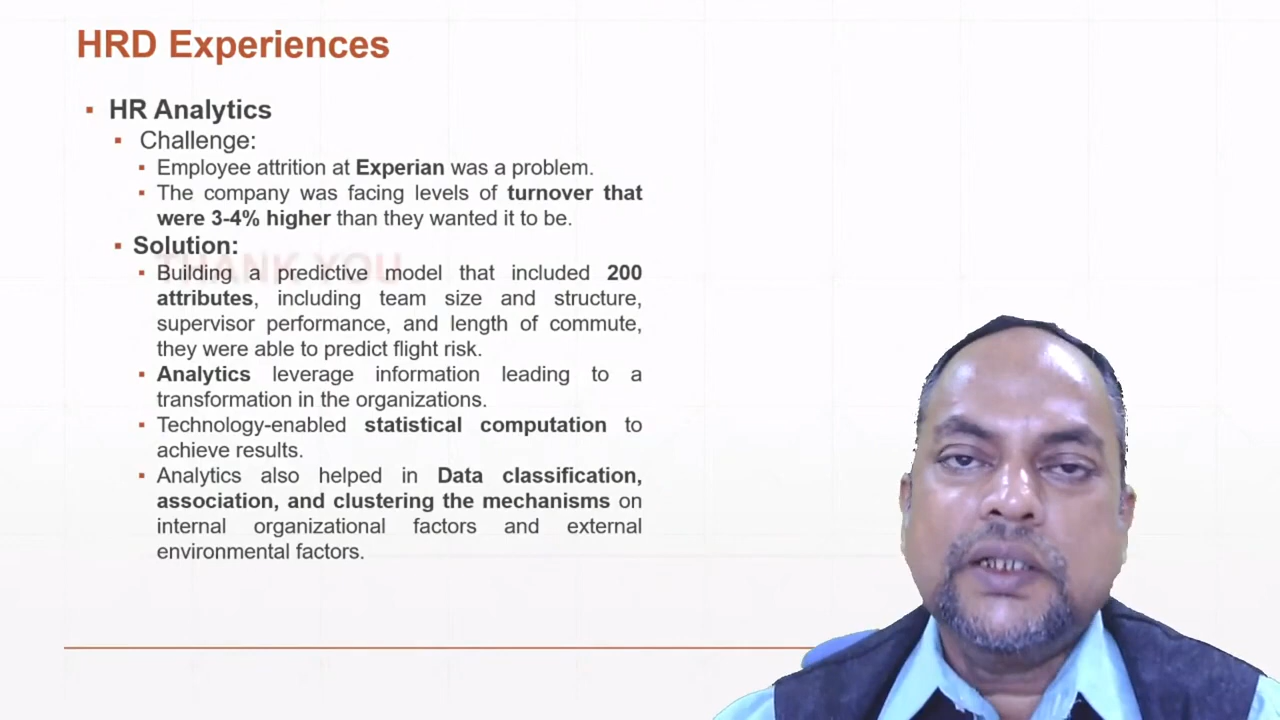 HRD Experiences
▪ HR Analytics
▪ Challenge:
▪ Employee attrition at Experian was a problem.
▪ The company was facing levels of turnover that
were 3-4% higher than they wanted it to be.
▪ Solution:
THANK YOU
▪ Building a predictive model that included 200
attributes, including team size and structure,
supervisor performance, and length of commute,
they were able to predict flight risk.
▪ Analytics leverage information leading to a
transformation in the organizations.
▪ Technology-enabled statistical computation to
achieve results.
▪ Analytics also helped in Data classification,
association, and clustering the mechanisms on
internal organizational factors and external
environmental factors.